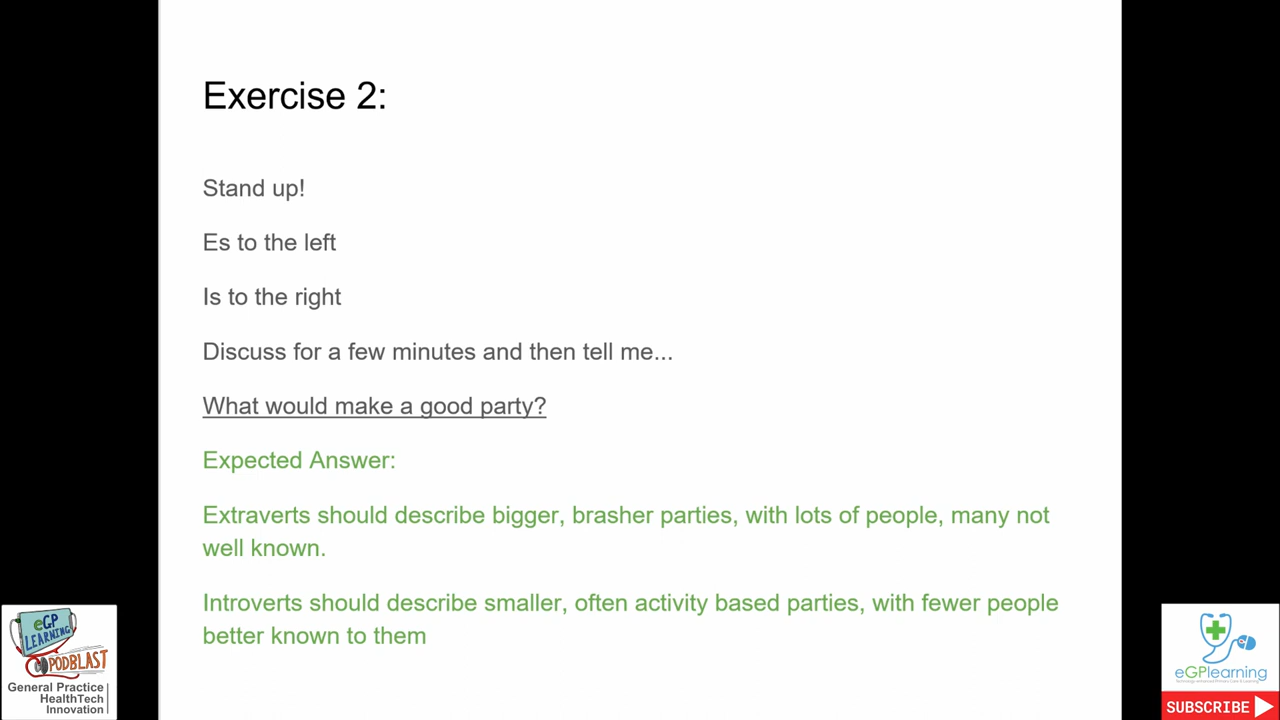 Exercise 2:
Stand up!
Es to the left
Is to the right
Discuss for a few minutes and then tell me...
What would make a good party?
Expected Answer:
Extraverts should describe bigger, brasher parties, with lots of people, many not
well known.
Introverts should describe smaller, often activity based parties, with fewer people
better known to them
eGP
LEARNING
PODBLAST
General Practice
HealthTech
Innovation
eGPlearning
SUBSCRIBE